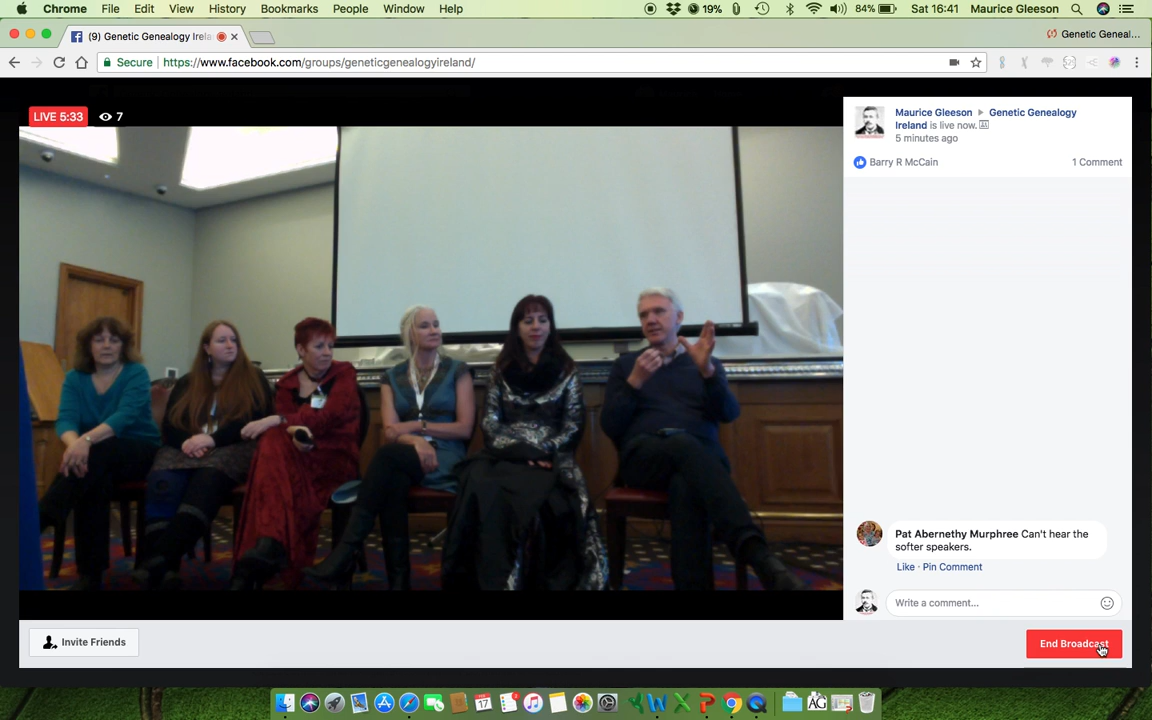 Chrome File Edit View History Bookmarks People Window Help 19% 84% Sat 16:41 Maurice Gleeson
(9) Genetic Genealogy Irela
Genetic Geneal...
Secure https://www.facebook.com/groups/geneticgenealogyireland/
LIVE 5:33 7
Maurice Gleeson Genetic Genealogy
Ireland is live now.
5 minutes ago
Barry R McCain 1 Comment
Pat Abernethy Murphree Can't hear the
softer speakers.
Like · Pin Comment
Write a comment...
Invite Friends
End Broadcast
17